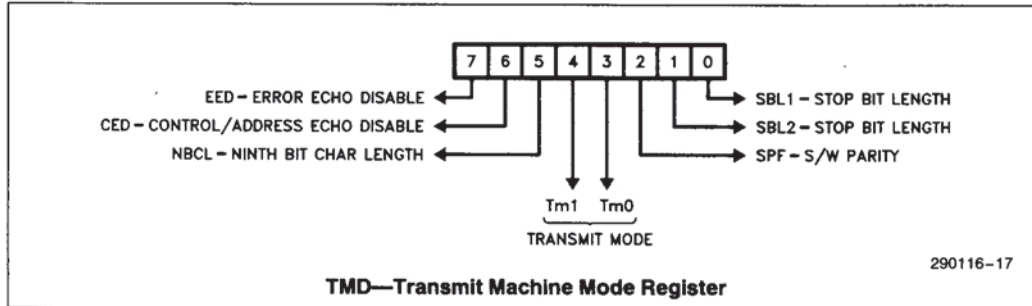 7 6 5 4 3 2 1 0
EED – ERROR ECHO DISABLE
SBL1 – STOP BIT LENGTH
CED – CONTROL/ADDRESS ECHO DISABLE
SBL2 – STOP BIT LENGTH
NBCL – NINTH BIT CHAR LENGTH
SPF – S/W PARITY
Tm1 Tm0
TRANSMIT MODE
290116–17
TMD—Transmit Machine Mode Register